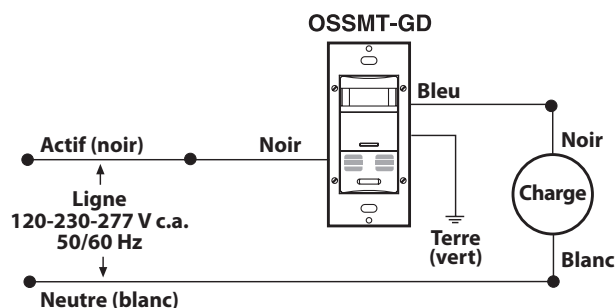 OSSMT-GD
Bleu
Actif (noir)
Noir
Noir
Ligne
120-230-277 V c.a.
50/60 Hz
Charge
Terre
(vert)
Blanc
Neutre (blanc)